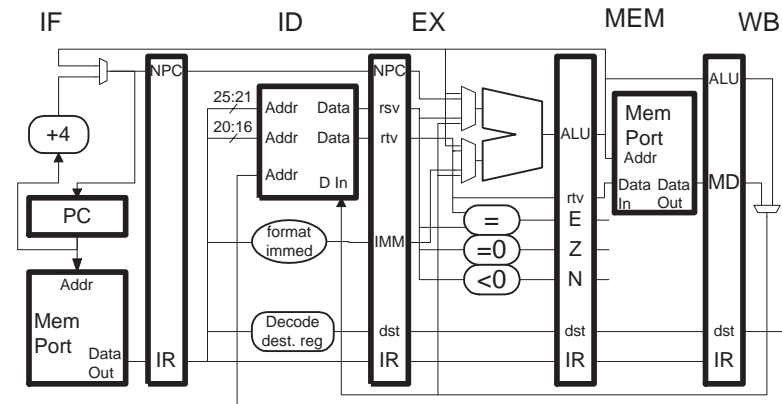 IF ID EX MEM WB
NPC
NPC
25:21
20:16
Addr Data
Addr Data
Addr
D In
rsv
rtv
+4
PC
Addr
Mem
Port
Data
Out
IR
format
immed
IMM
Decode
dest. reg
dst
IR
=
=0
<0
ALU
rtv
E
Z
N
dst
IR
Mem
Port
Addr
Data
In
Data
Out
ALU
MD
dst
IR